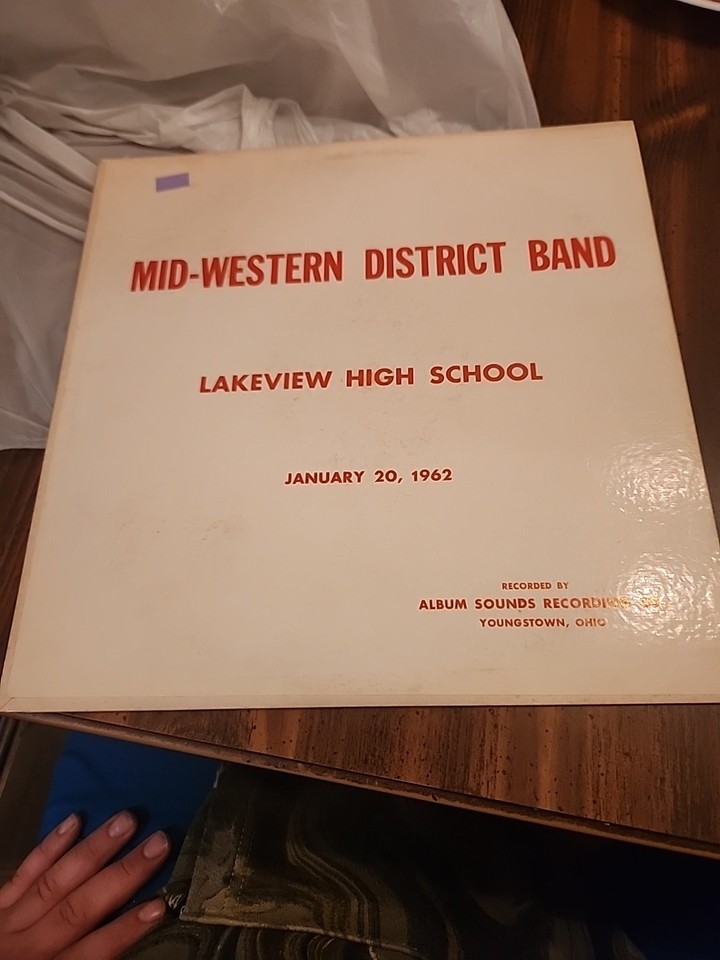 MID-WESTERN DISTRICT BAND
LAKEVIEW HIGH SCHOOL
JANUARY 20, 1962
RECORDED BY
ALBUM SOUNDS RECORDING
YOUNGSTOWN, OHIO